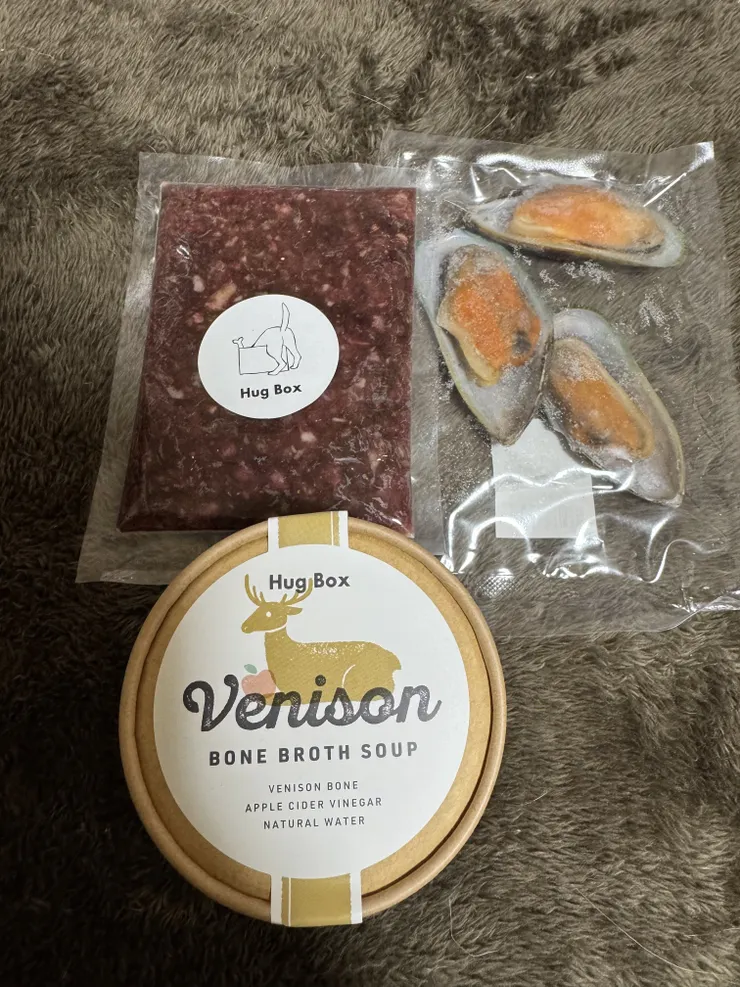 Hug Box
Hug Box
Venison
BONE BROTH SOUP
VENISON BONE
APPLE CIDER VINEGAR
NATURAL WATER